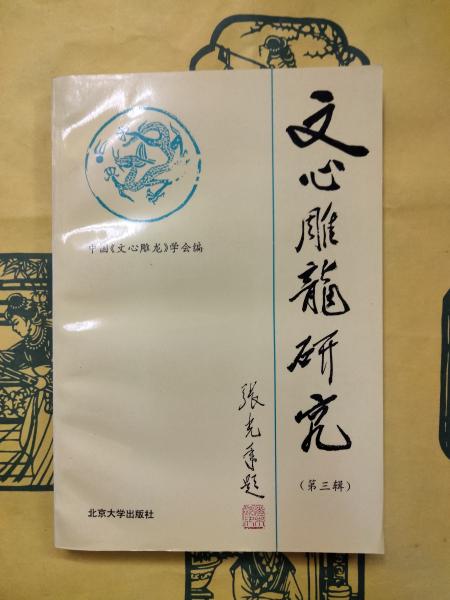 文心雕龍研究
(第三辑)
中国《文心雕龙》学会编
張光年题
北京大学出版社